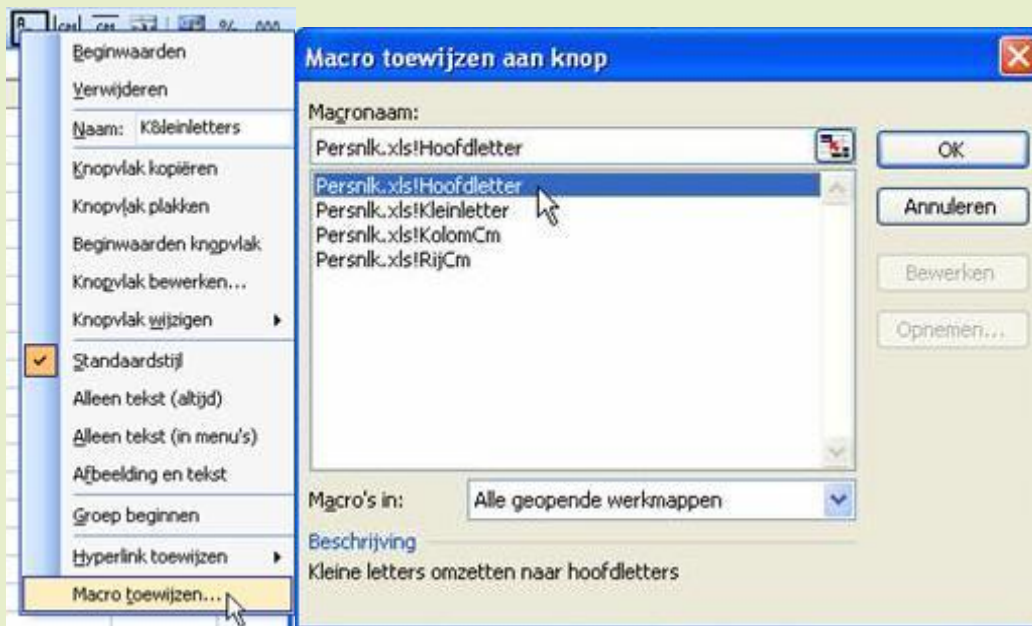 Beginwaarden
Verwijderen
Naam: K&leinletters
Knopvlak kopiëren
Knopvlak plakken
Beginwaarden knopvlak
Knopvlak bewerken...
Knopvlak wijzigen
Standaardstijl
Alleen tekst (altijd)
Alleen tekst (in menu's)
Afbeelding en tekst
Groep beginnen
Hyperlink toewijzen
Macro toewijzen...
Macro toewijzen aan knop
Macronaam:
Persnlk.xls!Hoofdletter
OK
Persnlk.xls!Hoofdletter
Persnlk.xls!Kleinletter
Persnlk.xls!KolomCm
Persnlk.xls!RijCm
Annuleren
Bewerken
Opnemen...
Macro's in: Alle geopende werkmappen
Beschrijving
Kleine letters omzetten naar hoofdletters